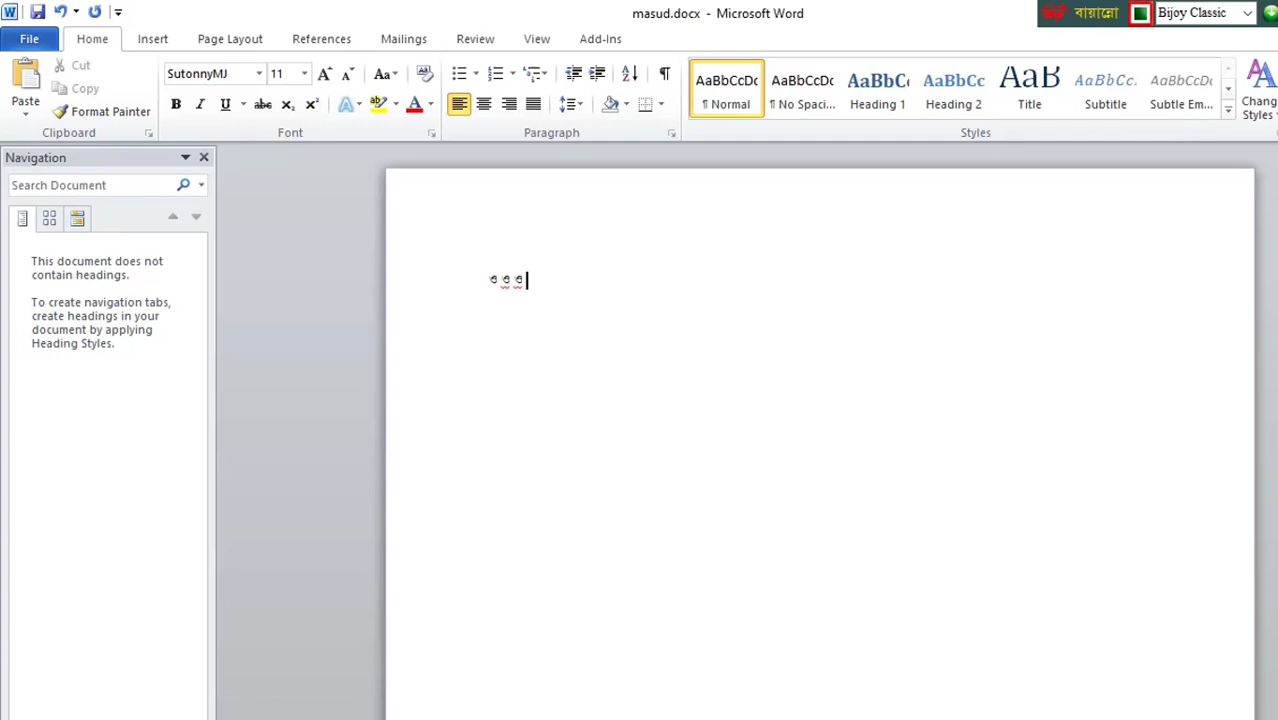 masud.docx - Microsoft Word
বায়ান্নো
Bijoy Classic
File Home Insert Page Layout References Mailings Review View Add-Ins
Paste
Cut
Copy
Format Painter
Clipboard
SutonnyMJ 11
Font
Paragraph
AaBbCcDc AaBbCcDc AaBbCc AaBbCc AaB AaBbCc. AaBbCcDc
¶ Normal ¶ No Spaci... Heading 1 Heading 2 Title Subtitle Subtle Em...
Change Styles
Styles
Navigation
Search Document
This document does not
contain headings.
To create navigation tabs,
create headings in your
document by applying
Heading Styles.